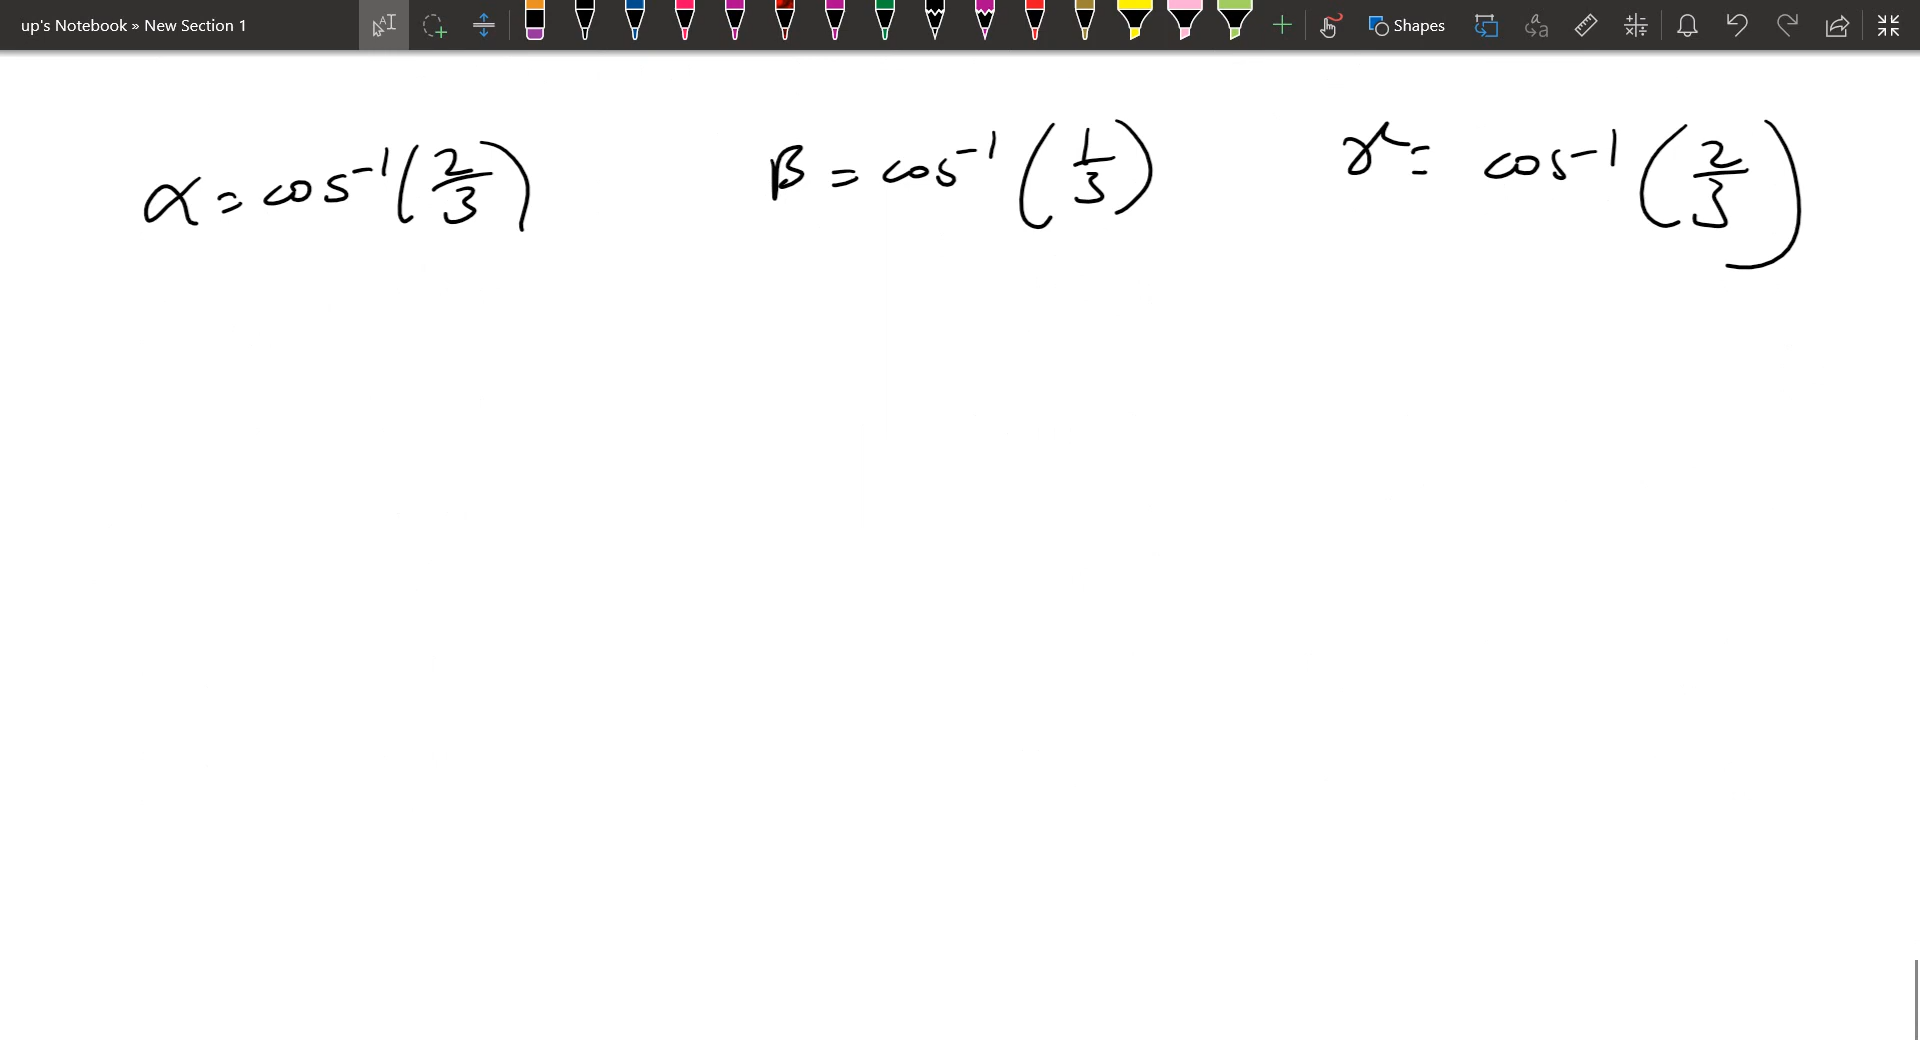 up's Notebook » New Section 1
Shapes
α = cos⁻¹(2/3) β = cos⁻¹(1/3) γ = cos⁻¹(2/3)